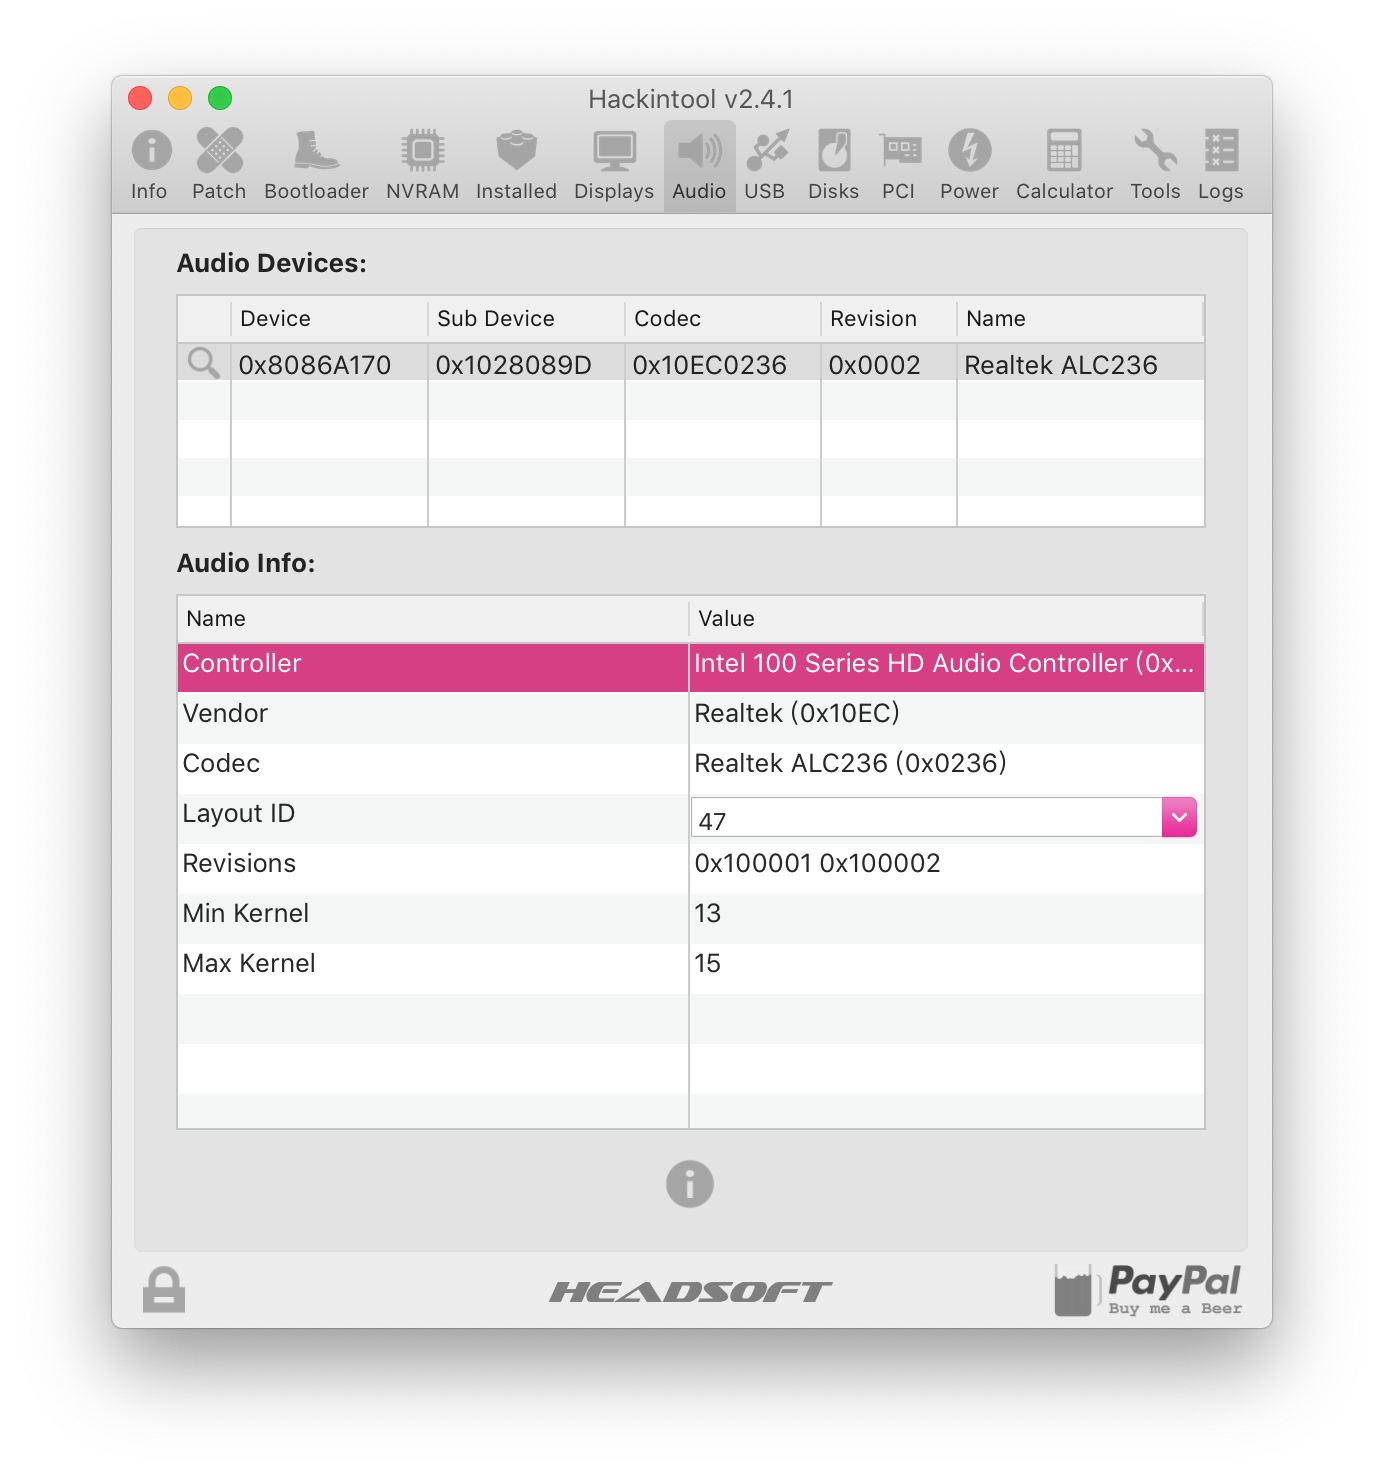 Hackintool v2.4.1
Info Patch Bootloader NVRAM Installed Displays Audio USB Disks PCI Power Calculator Tools Logs
Audio Devices:
Device Sub Device Codec Revision Name
0x8086A170 0x1028089D 0x10EC0236 0x0002 Realtek ALC236
Audio Info:
Name Value
Controller Intel 100 Series HD Audio Controller (0x...
Vendor Realtek (0x10EC)
Codec Realtek ALC236 (0x0236)
Layout ID 47
Revisions 0x100001 0x100002
Min Kernel 13
Max Kernel 15
HEADSOFT
PayPal
Buy me a Beer